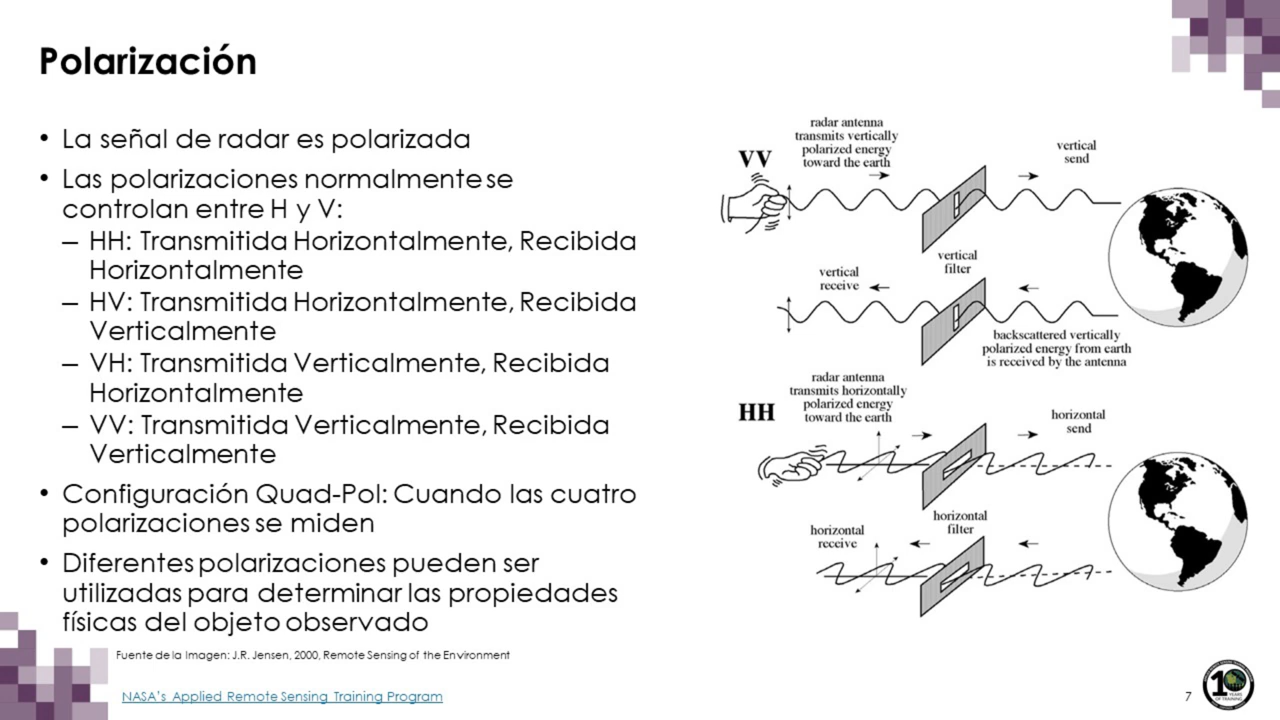 Polarización
• La señal de radar es polarizada
• Las polarizaciones normalmente se
controlan entre H y V:
– HH: Transmitida Horizontalmente, Recibida
Horizontalmente
– HV: Transmitida Horizontalmente, Recibida
Verticalmente
– VH: Transmitida Verticalmente, Recibida
Horizontalmente
– VV: Transmitida Verticalmente, Recibida
Verticalmente
• Configuración Quad-Pol: Cuando las cuatro
polarizaciones se miden
• Diferentes polarizaciones pueden ser
utilizadas para determinar las propiedades
físicas del objeto observado
Fuente de la Imagen: J.R. Jensen, 2000, Remote Sensing of the Environment
NASA's Applied Remote Sensing Training Program
VV
radar antenna
transmits vertically
polarized energy
toward the earth
vertical
send
vertical
filter
vertical
receive
backscattered vertically
polarized energy from earth
is received by the antenna
HH
radar antenna
transmits horizontally
polarized energy
toward the earth
horizontal
send
horizontal
filter
horizontal
receive
7
10
YEARS
OF TRAINING